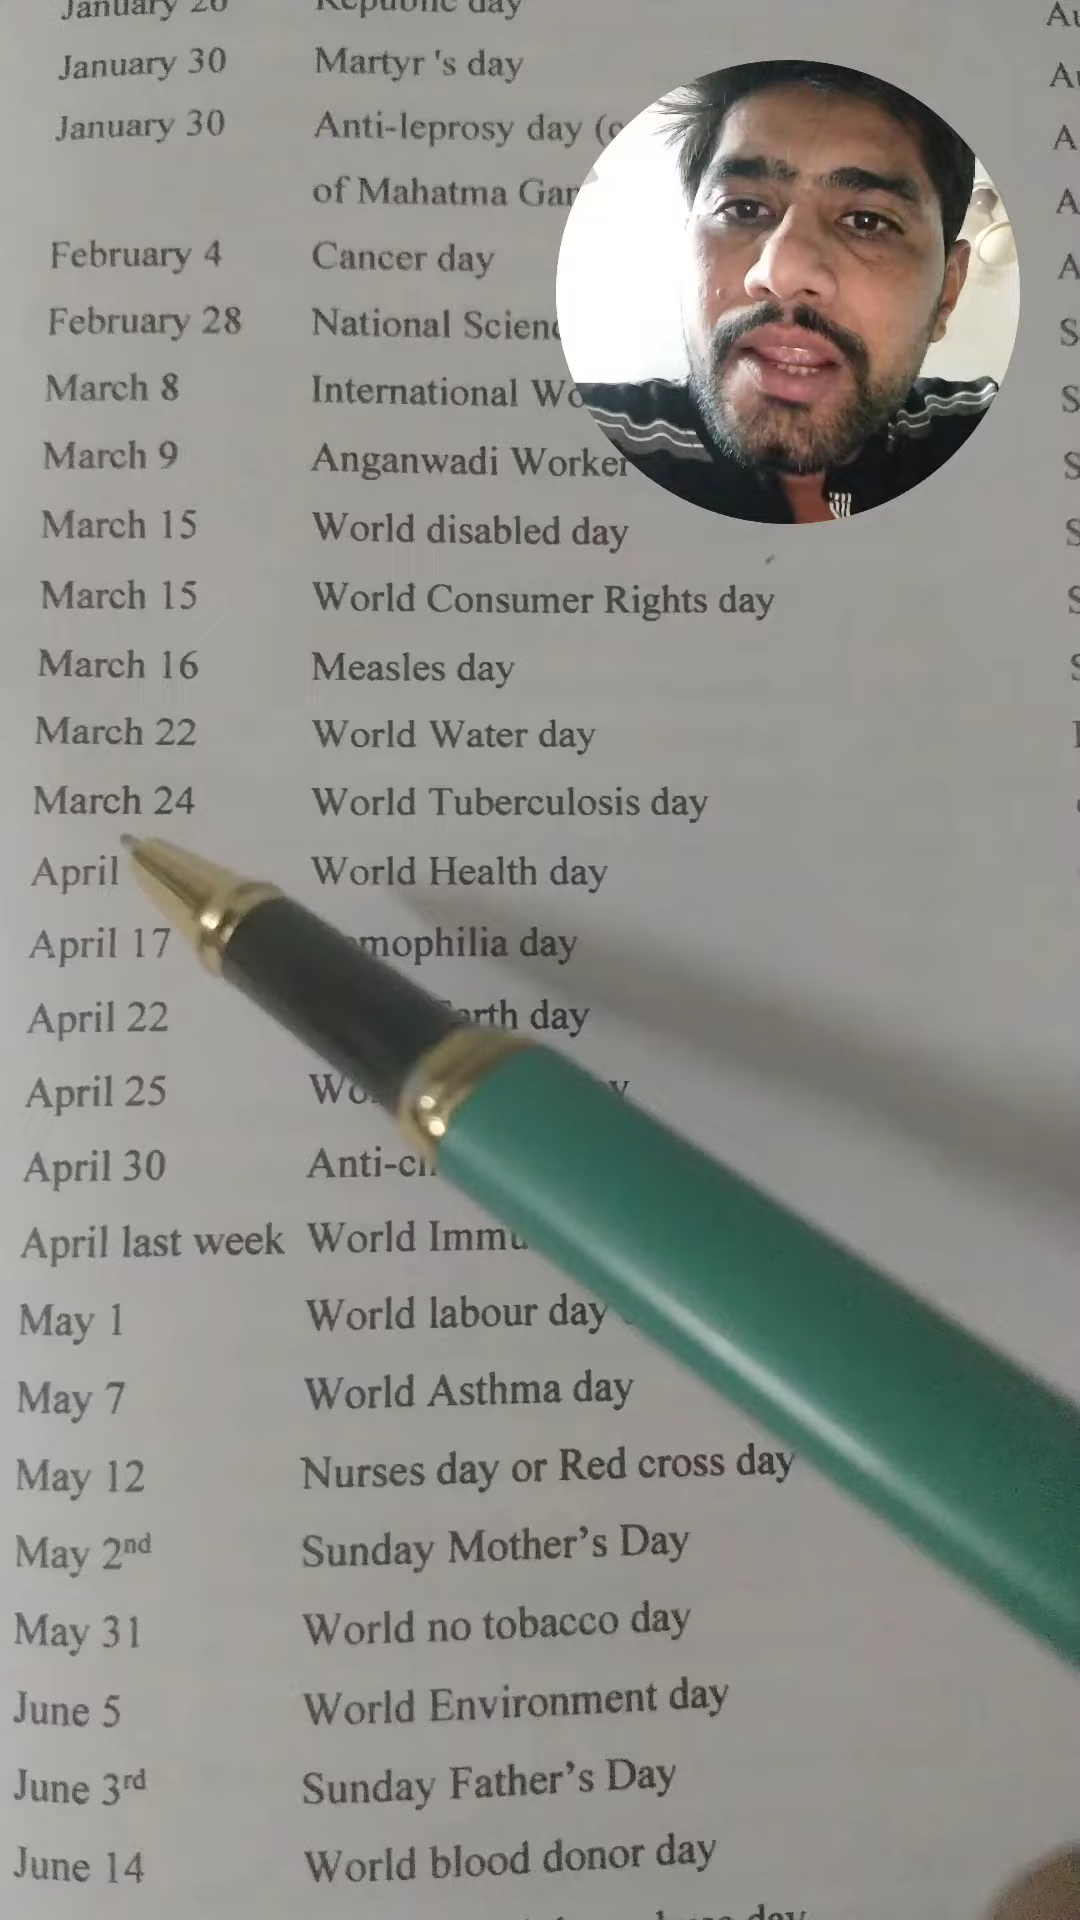 January 26 Republic day
January 30 Martyr 's day
January 30 Anti-leprosy day
of Mahatma
February 4 Cancer day
February 28 National
March 8 International
March 9 Anganwadi Worker
March 15 World disabled day
March 15 World Consumer Rights day
March 16 Measles day
March 22 World Water day
March 24 World Tuberculosis day
April World Health day
April 17 mophilia day
April 22 arth day
April 25
April 30
April last week World
May 1 World labour day
May 7 World Asthma day
May 12 Nurses day or Red cross day
May 2nd Sunday Mother’s Day
May 31 World no tobacco day
June 5 World Environment day
June 3rd Sunday Father’s Day
June 14 World blood donor day
day